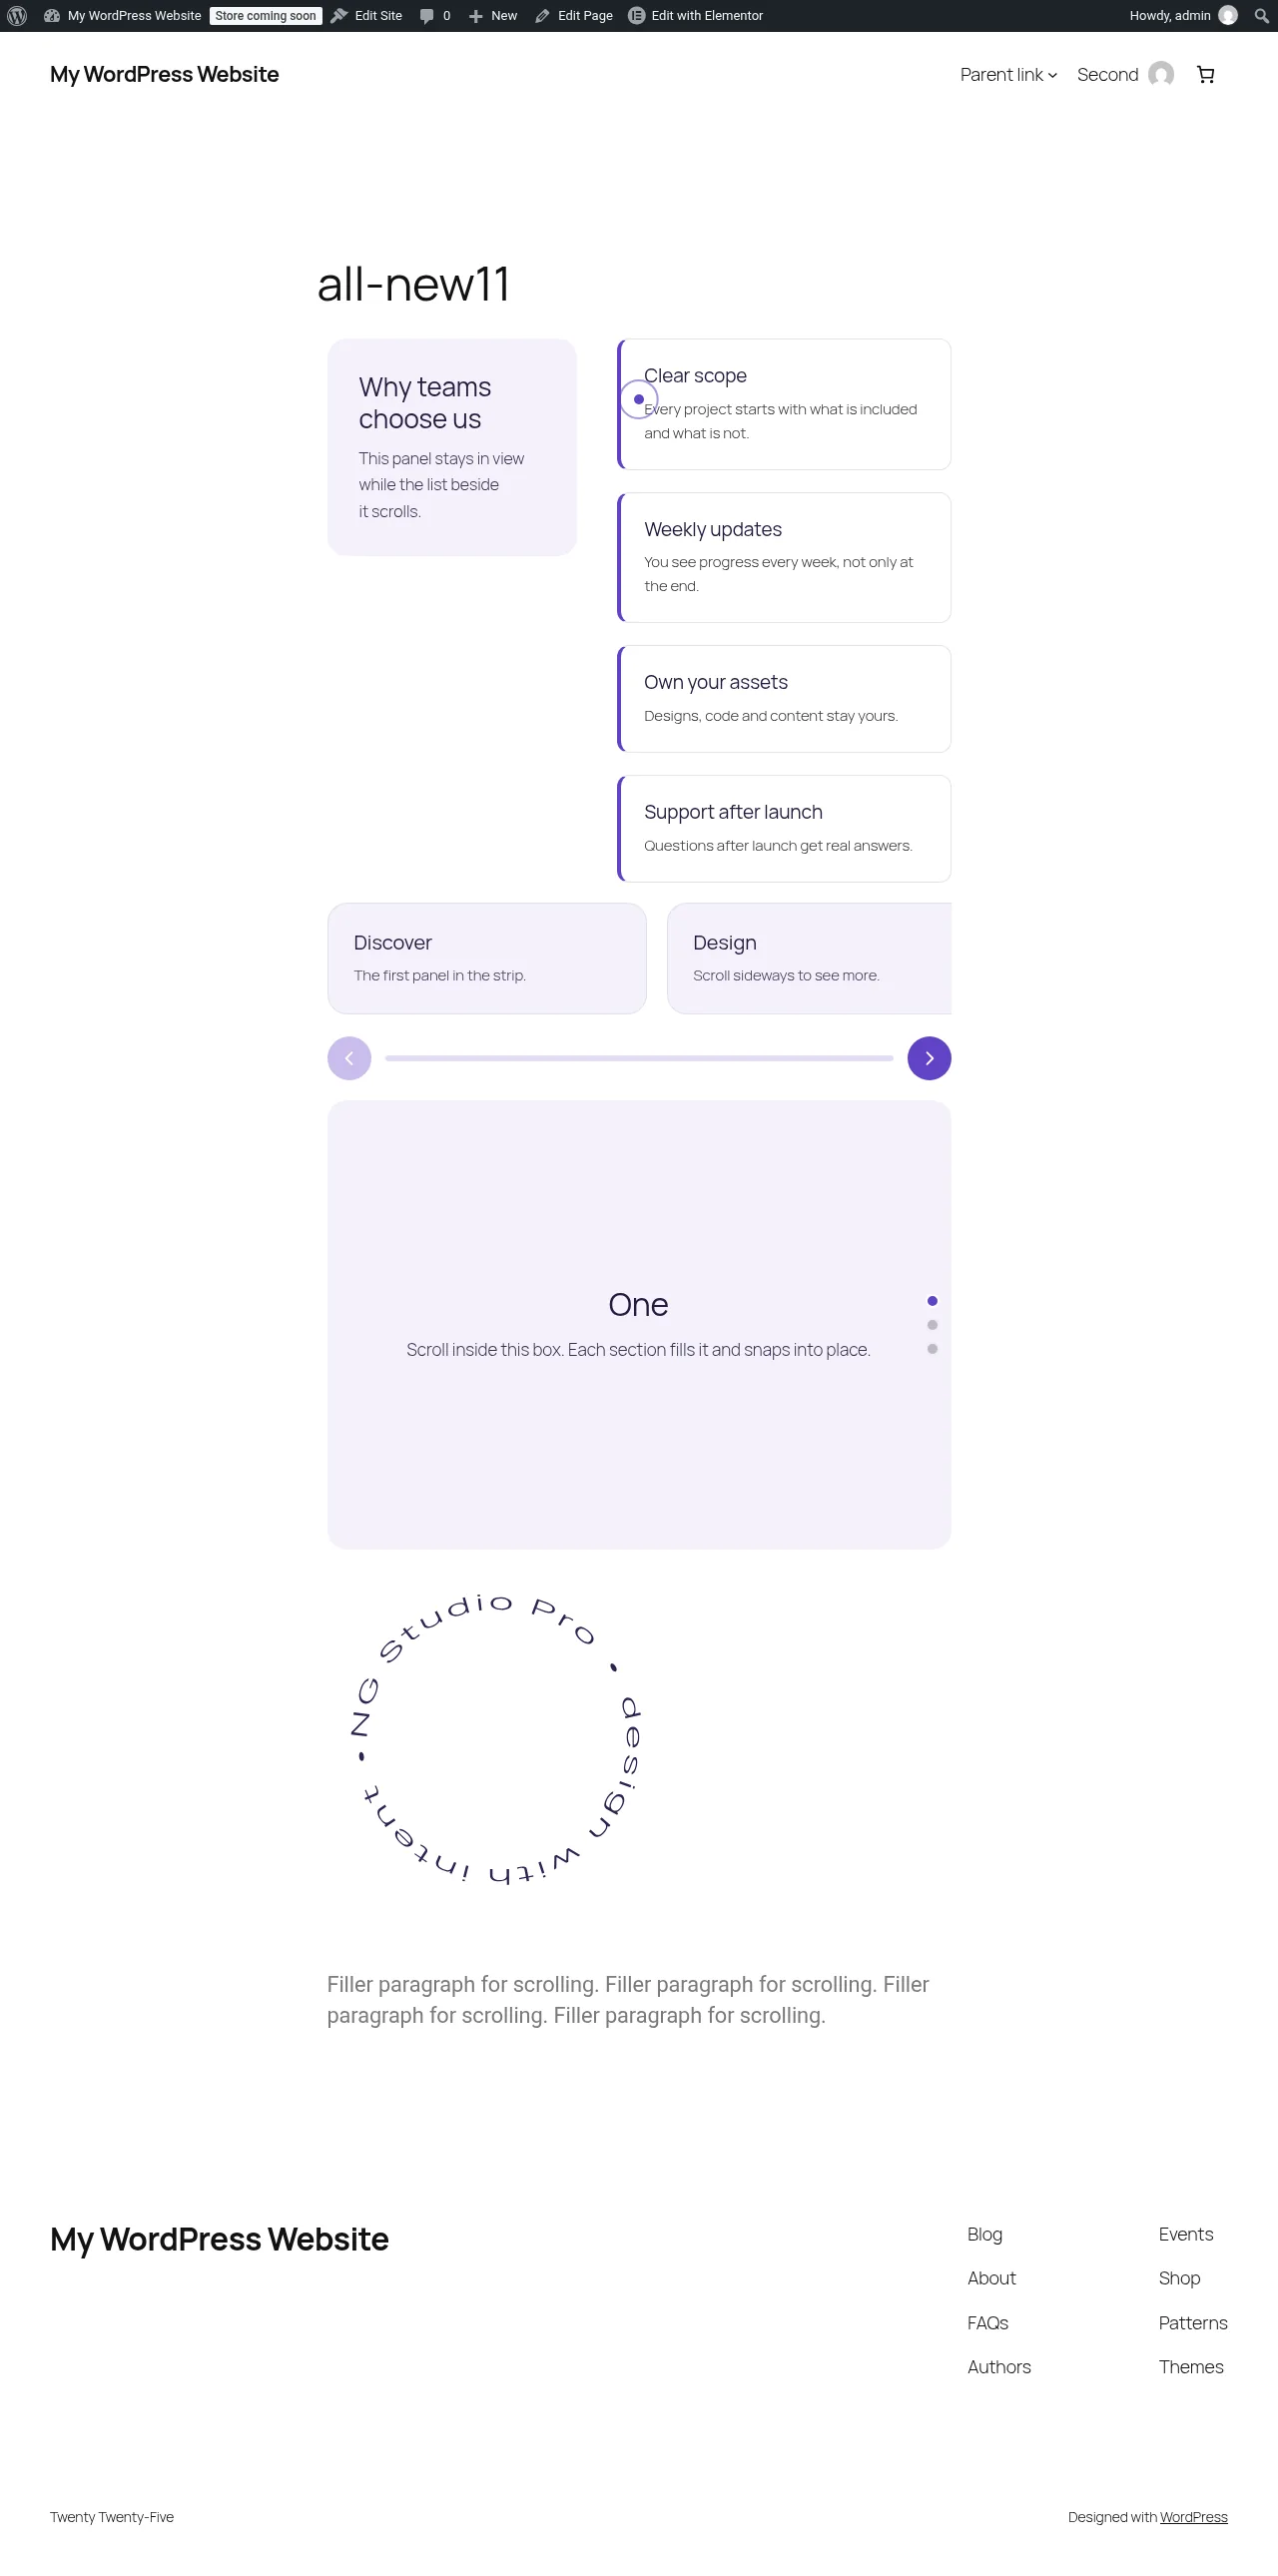 My WordPress Website
Store coming soon
Edit Site
0
New
Edit Page
Edit with Elementor
Howdy, admin
My WordPress Website
Parent link
Second
all-new11
Why teams
choose us
This panel stays in view
while the list beside
it scrolls.
Clear scope
Every project starts with what is included
and what is not.
Weekly updates
You see progress every week, not only at
the end.
Own your assets
Designs, code and content stay yours.
Support after launch
Questions after launch get real answers.
Discover
The first panel in the strip.
Design
Scroll sideways to see more.
One
Scroll inside this box. Each section fills it and snaps into place.
NG Studio Pro • design with intent •
Filler paragraph for scrolling. Filler paragraph for scrolling. Filler
paragraph for scrolling. Filler paragraph for scrolling.
My WordPress Website
Blog
About
FAQs
Authors
Events
Shop
Patterns
Themes
Twenty Twenty-Five
Designed with WordPress